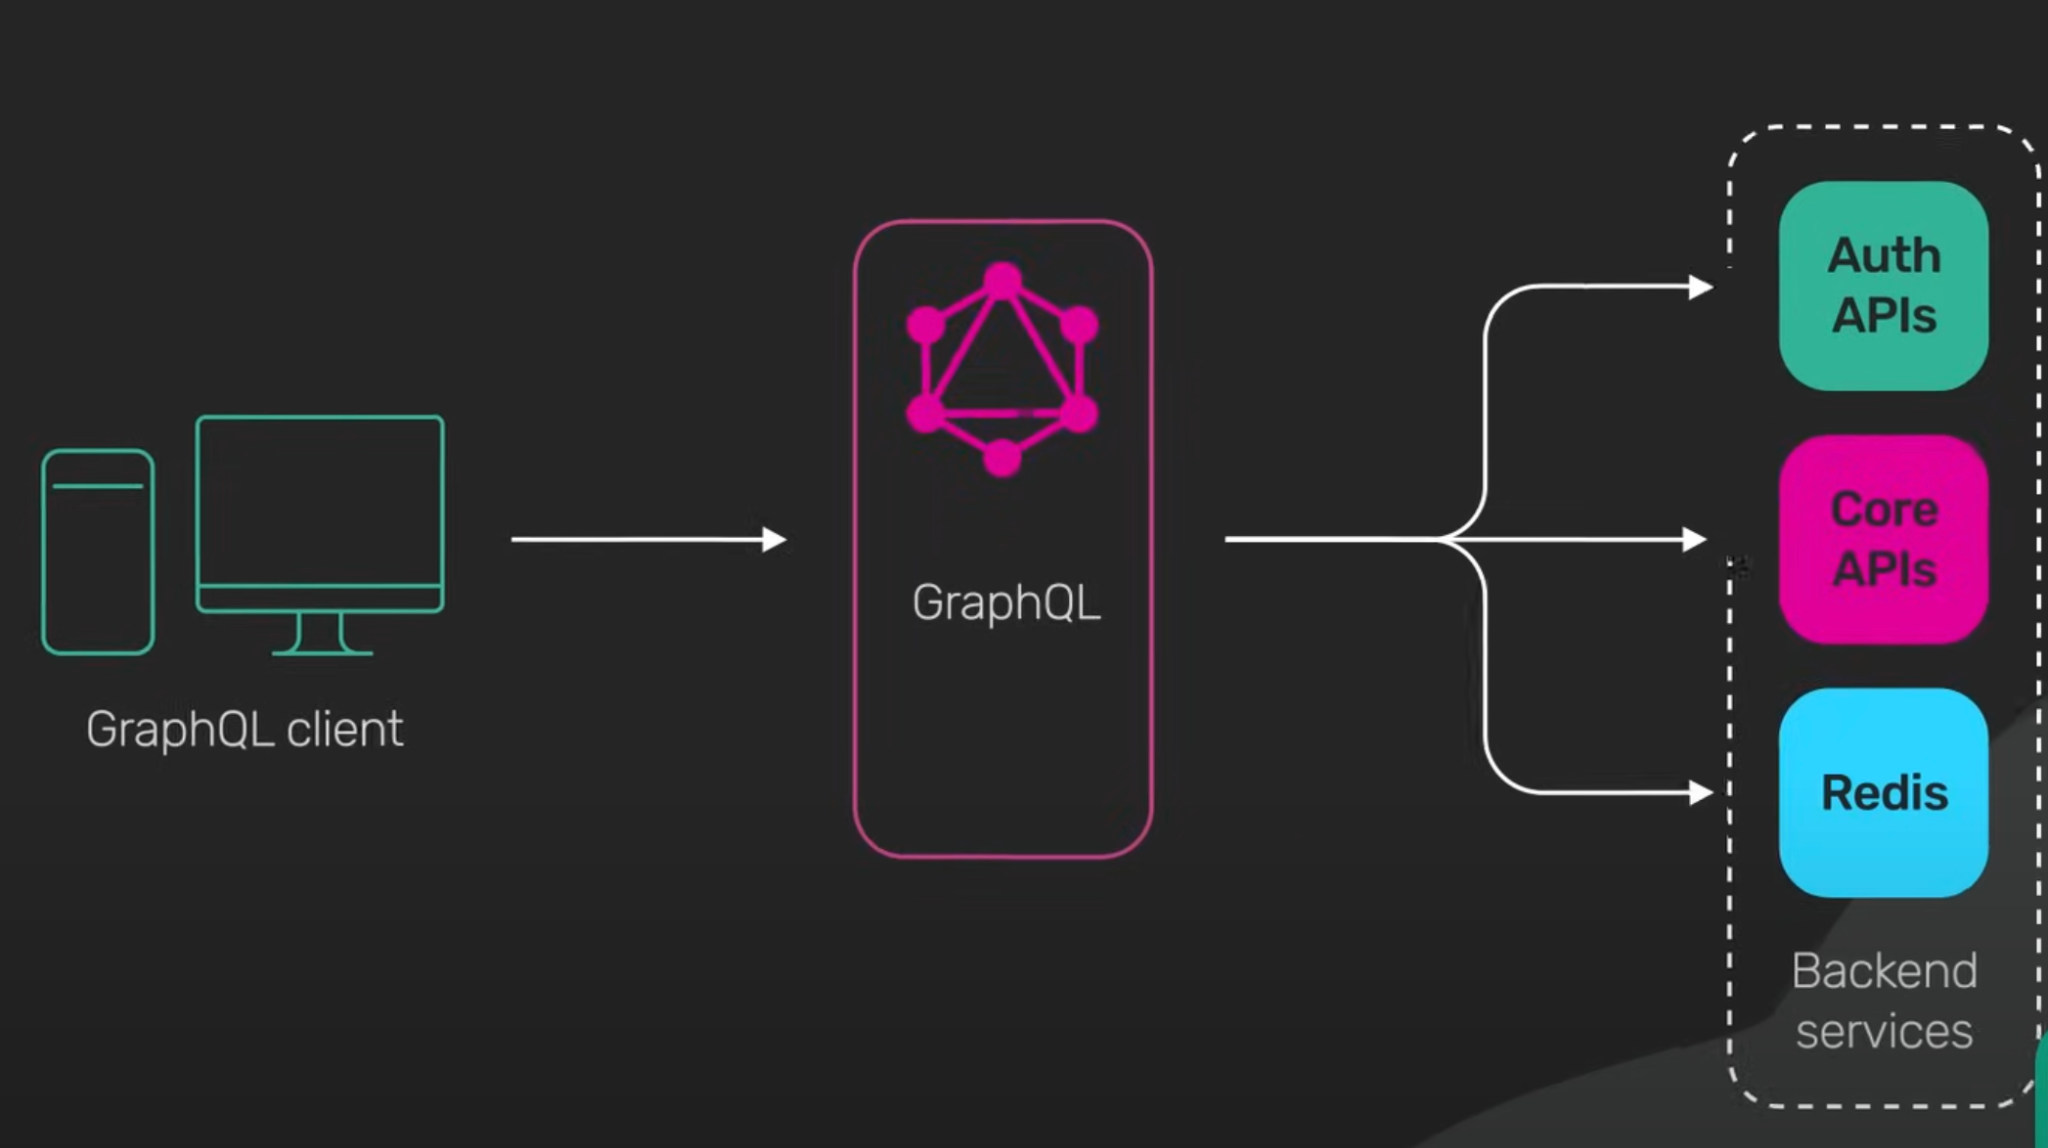 GraphQL client
GraphQL
Auth
APIs
Core
APIs
Redis
Backend
services